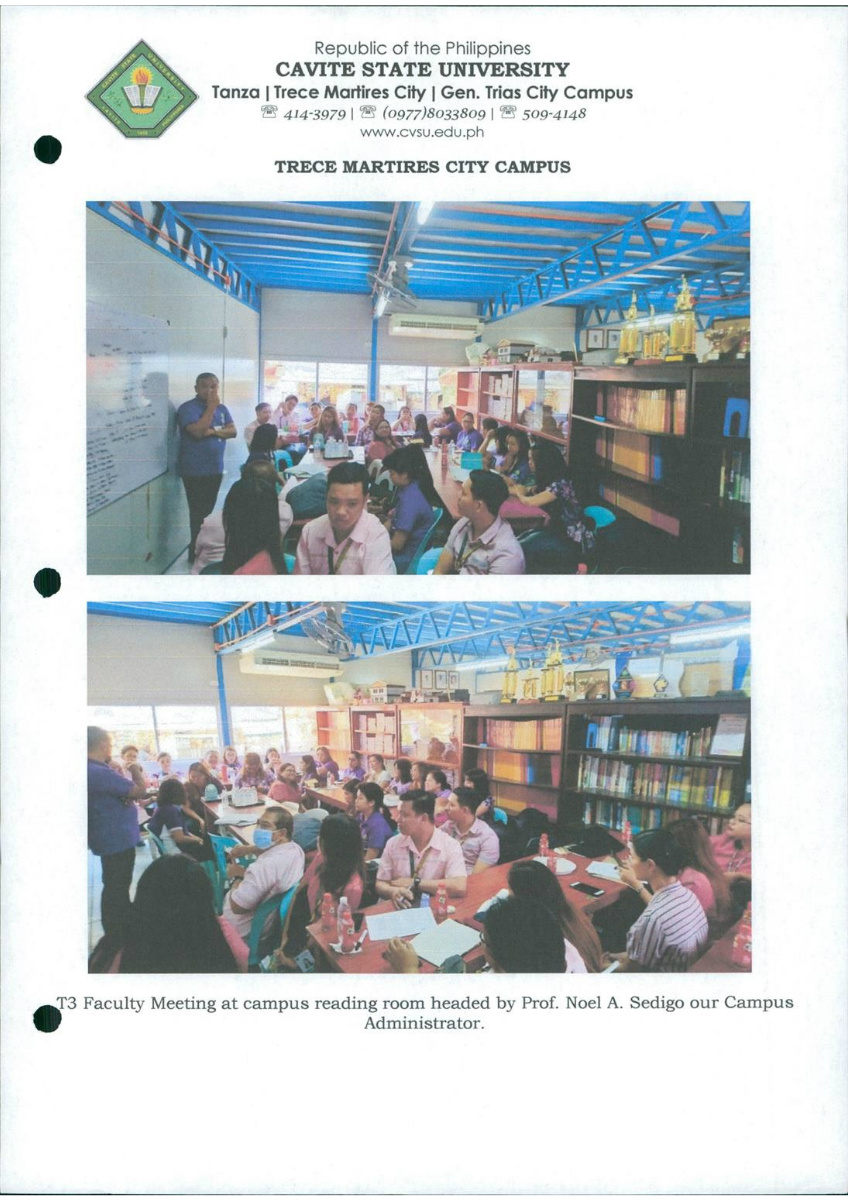 Republic of the Philippines
CAVITE STATE UNIVERSITY
Tanza | Trece Martires City | Gen. Trias City Campus
☏ 414-3979 | ☏ (0977)8033809 | ☏ 509-4148
www.cvsu.edu.ph
TRECE MARTIRES CITY CAMPUS
T3 Faculty Meeting at campus reading room headed by Prof. Noel A. Sedigo our Campus
Administrator.